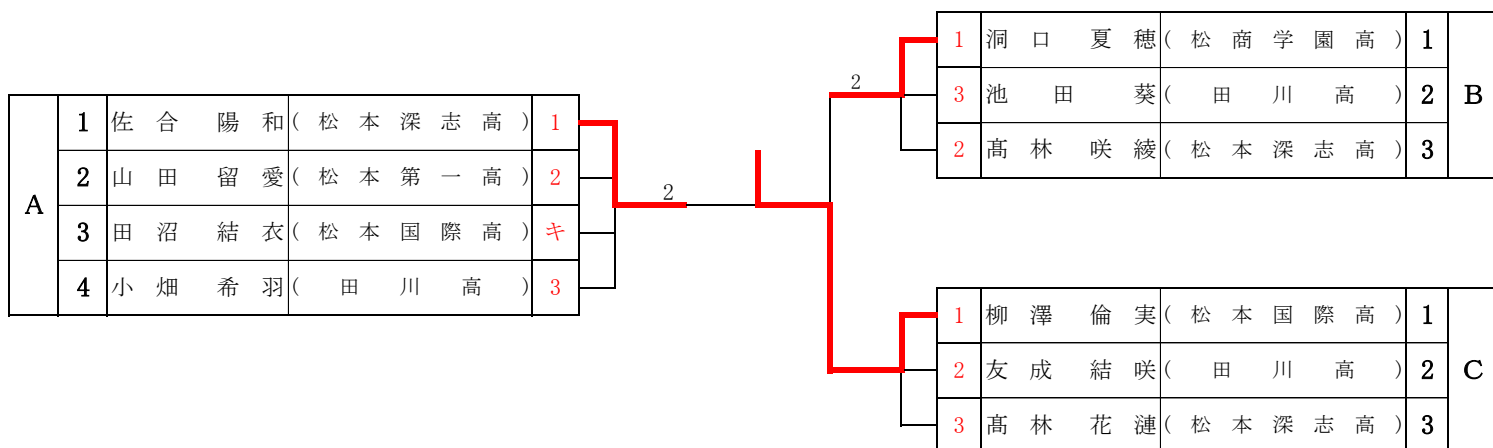 A
1 佐合 陽和 (松本深志高) 1
2 山田 留愛 (松本第一高) 2
3 田沼 結衣 (松本国際高) キ
4 小畑 希羽 (田川高) 3
2
2
1 洞口 夏穂 (松商学園高) 1
3 池田 葵 (田川高) 2
2 髙林 咲綾 (松本深志高) 3
B
1 柳澤 倫実 (松本国際高) 1
2 友成 結咲 (田川高) 2
3 髙林 花漣 (松本深志高) 3
C